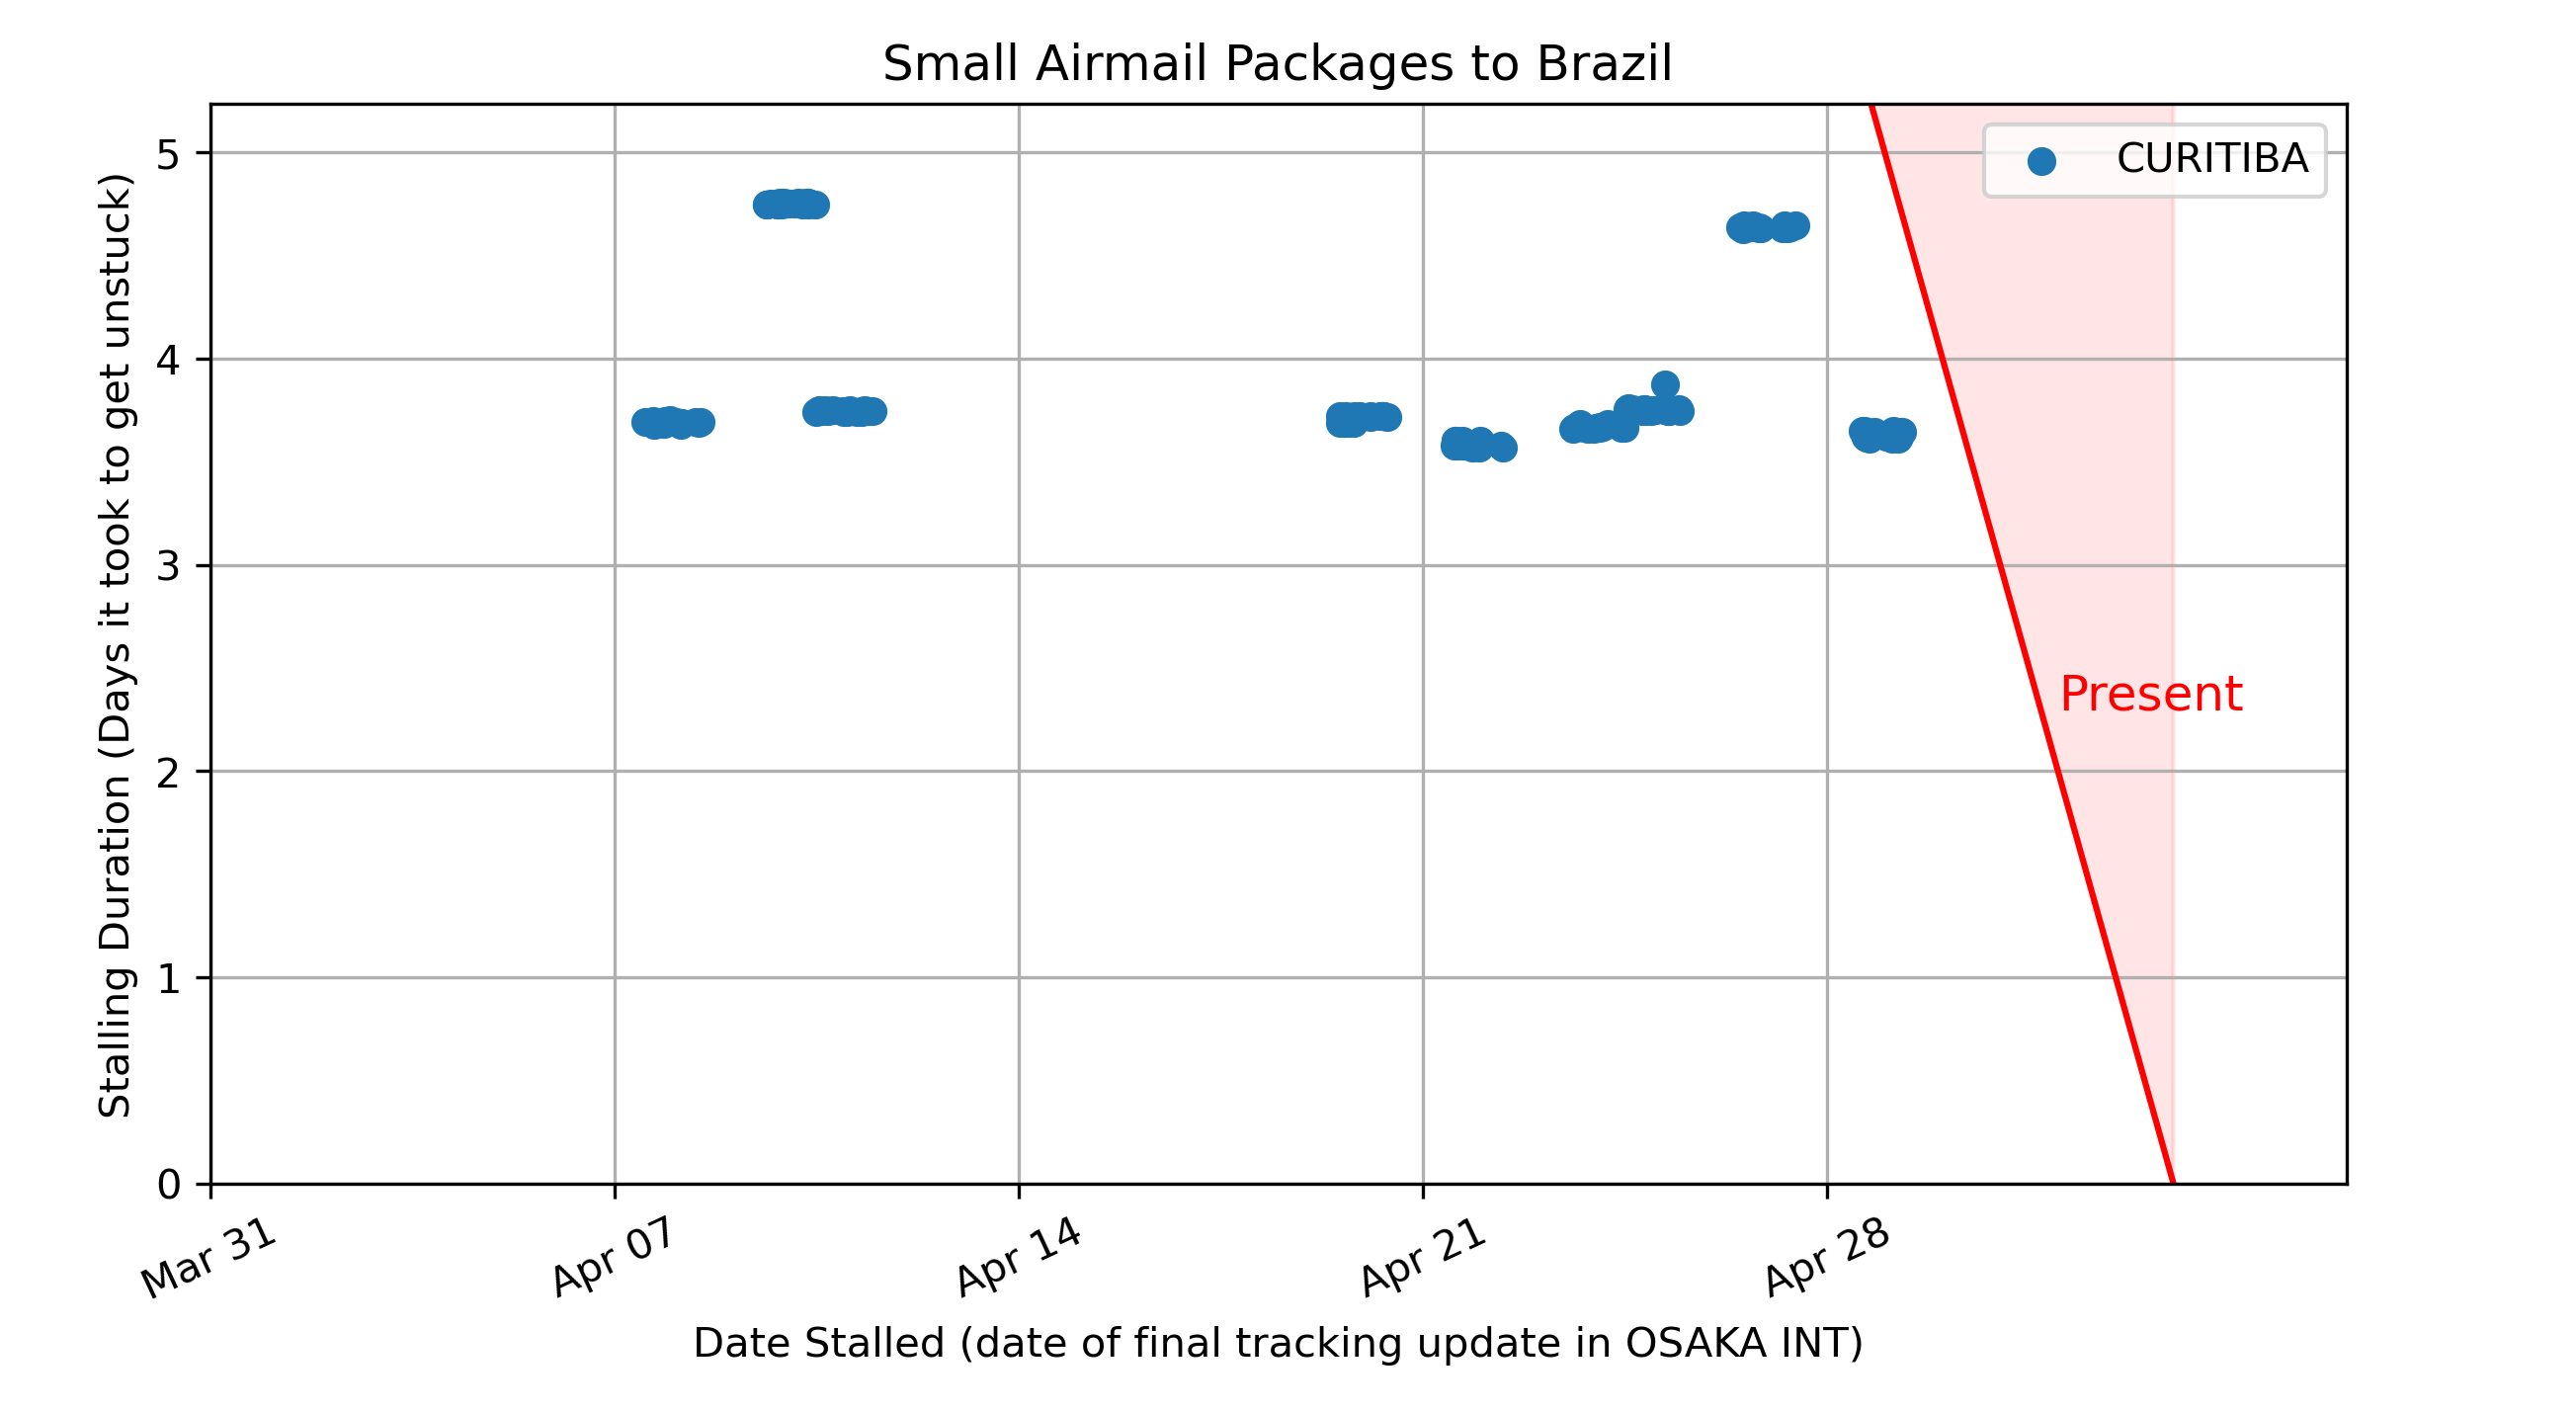 Small Airmail Packages to Brazil
CURITIBA
Stalling Duration (Days it took to get unstuck)
5
4
3
2
1
0
Present
Mar 31
Apr 07
Apr 14
Apr 21
Apr 28
Date Stalled (date of final tracking update in OSAKA INT)